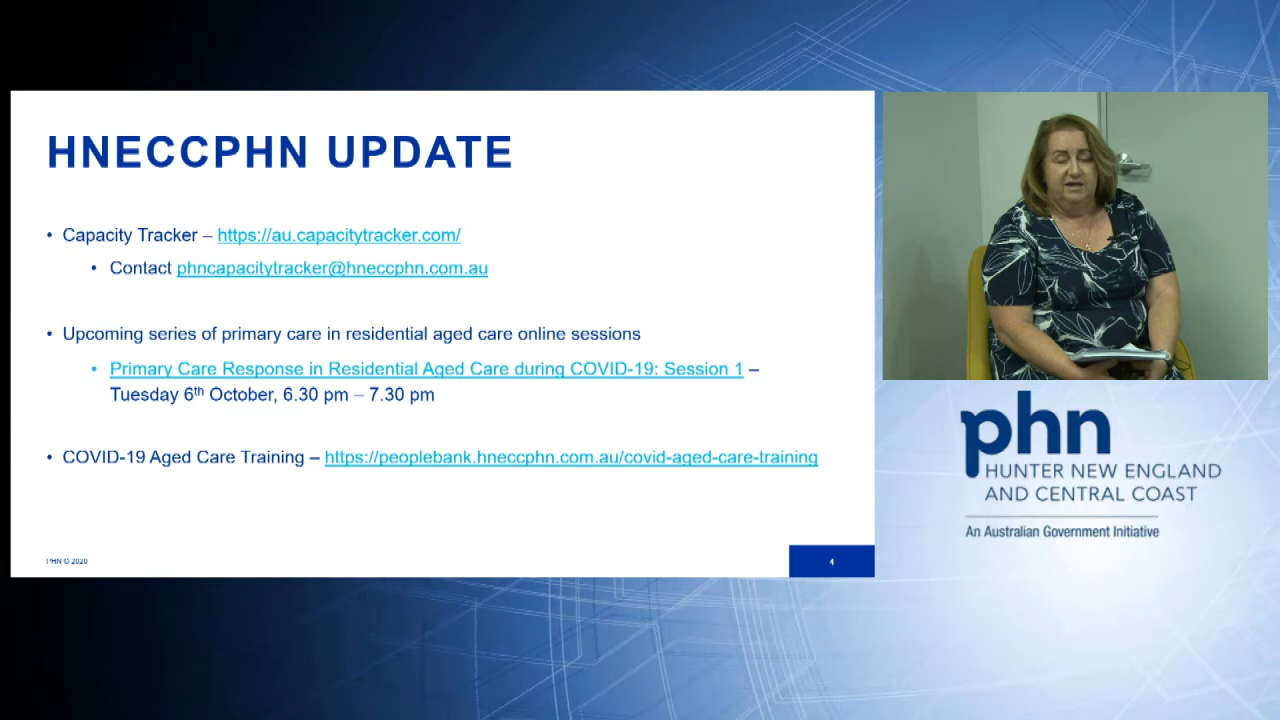 HNECCPHN UPDATE
• Capacity Tracker – https://au.capacitytracker.com/
• Contact phncapacitytracker@hneccphn.com.au
• Upcoming series of primary care in residential aged care online sessions
• Primary Care Response in Residential Aged Care during COVID-19: Session 1 –
Tuesday 6th October, 6.30 pm – 7.30 pm
• COVID-19 Aged Care Training – https://peoplebank.hneccphn.com.au/covid-aged-care-training
PHN © 2020
4
phn
HUNTER NEW ENGLAND
AND CENTRAL COAST
An Australian Government Initiative